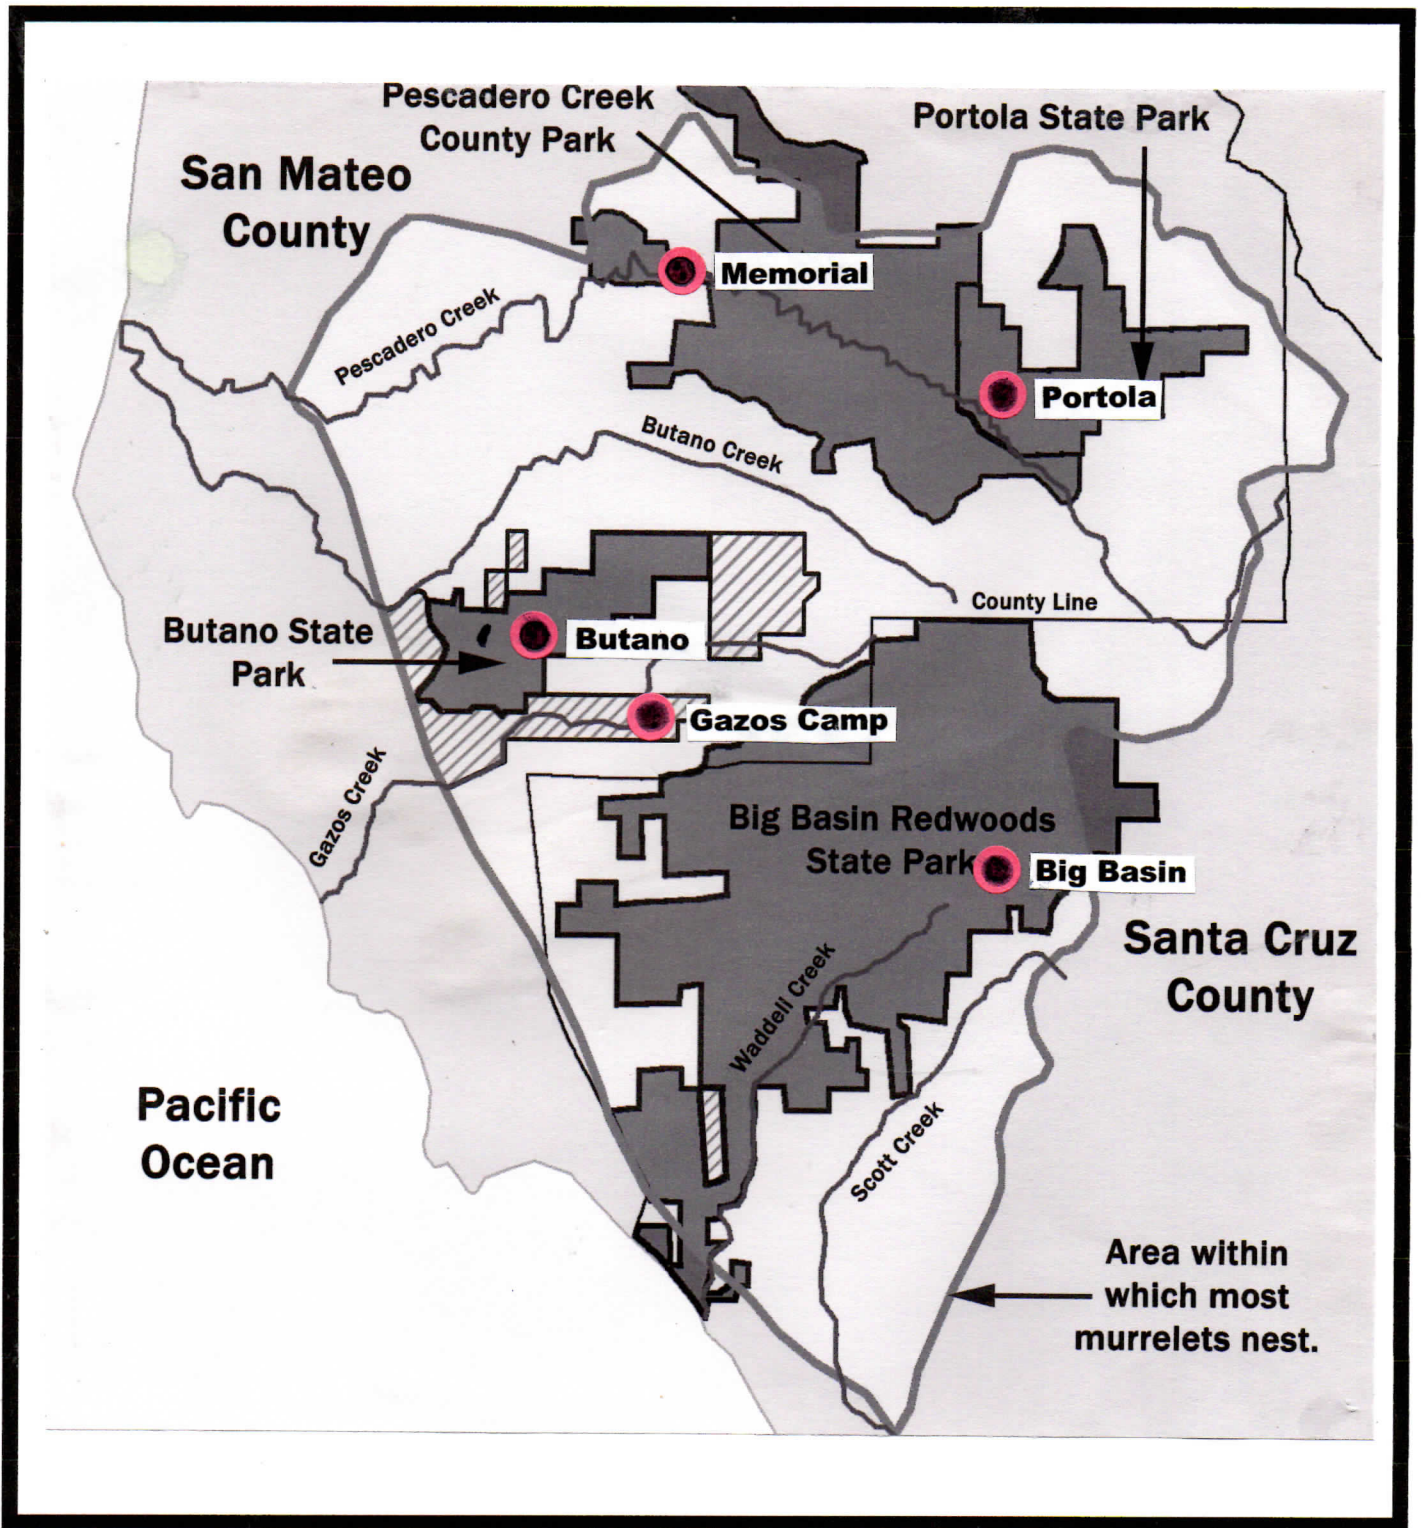 Pescadero Creek
County Park
Portola State Park
San Mateo
County
Memorial
Pescadero Creek
Portola
Butano Creek
County Line
Butano State
Park
Butano
Gazos Camp
Gazos Creek
Big Basin Redwoods
State Park
Big Basin
Santa Cruz
County
Waddell Creek
Pacific
Ocean
Scott Creek
Area within
which most
murrelets nest.